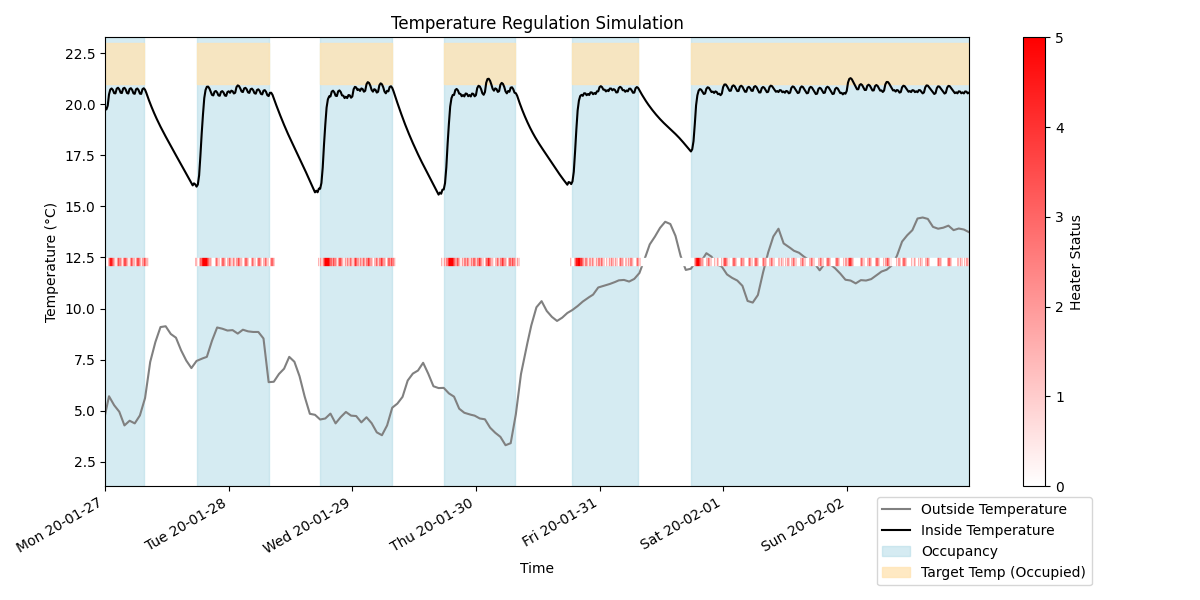 Temperature Regulation Simulation
22.5
20.0
17.5
15.0
12.5
10.0
7.5
5.0
2.5
Temperature (°C)
Mon 20-01-27
Tue 20-01-28
Wed 20-01-29
Thu 20-01-30
Fri 20-01-31
Sat 20-02-01
Sun 20-02-02
Time
5
4
3
2
1
0
Heater Status
Outside Temperature
Inside Temperature
Occupancy
Target Temp (Occupied)